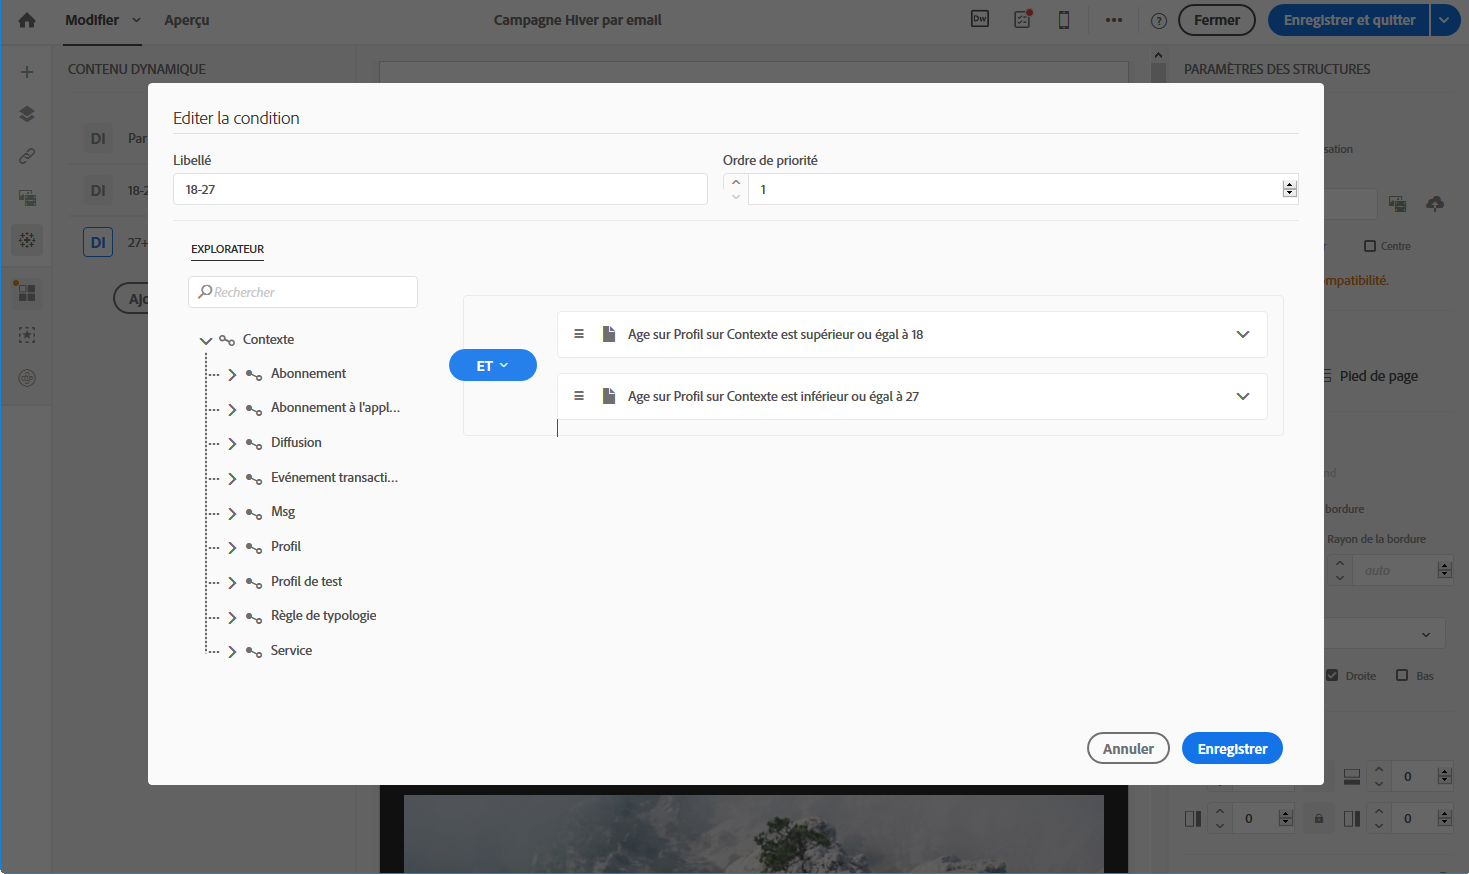 Modifier
Aperçu
Campagne Hiver par email
Dw
?
Fermer
Enregistrer et quitter
CONTENU DYNAMIQUE
PARAMÈTRES DES STRUCTURES
DI Par
DI 18-2
DI 27+
Ajo
Editer la condition
Libellé
18-27
Ordre de priorité
1
EXPLORATEUR
Rechercher
Contexte
Abonnement
Abonnement à l'appl...
Diffusion
Evénement transacti...
Msg
Profil
Profil de test
Règle de typologie
Service
ET
Age sur Profil sur Contexte est supérieur ou égal à 18
Age sur Profil sur Contexte est inférieur ou égal à 27
Annuler
Enregistrer
sation
Centre
mpatibilité.
Pied de page
nd
bordure
Rayon de la bordure
auto
Droite
Bas
0
0
0